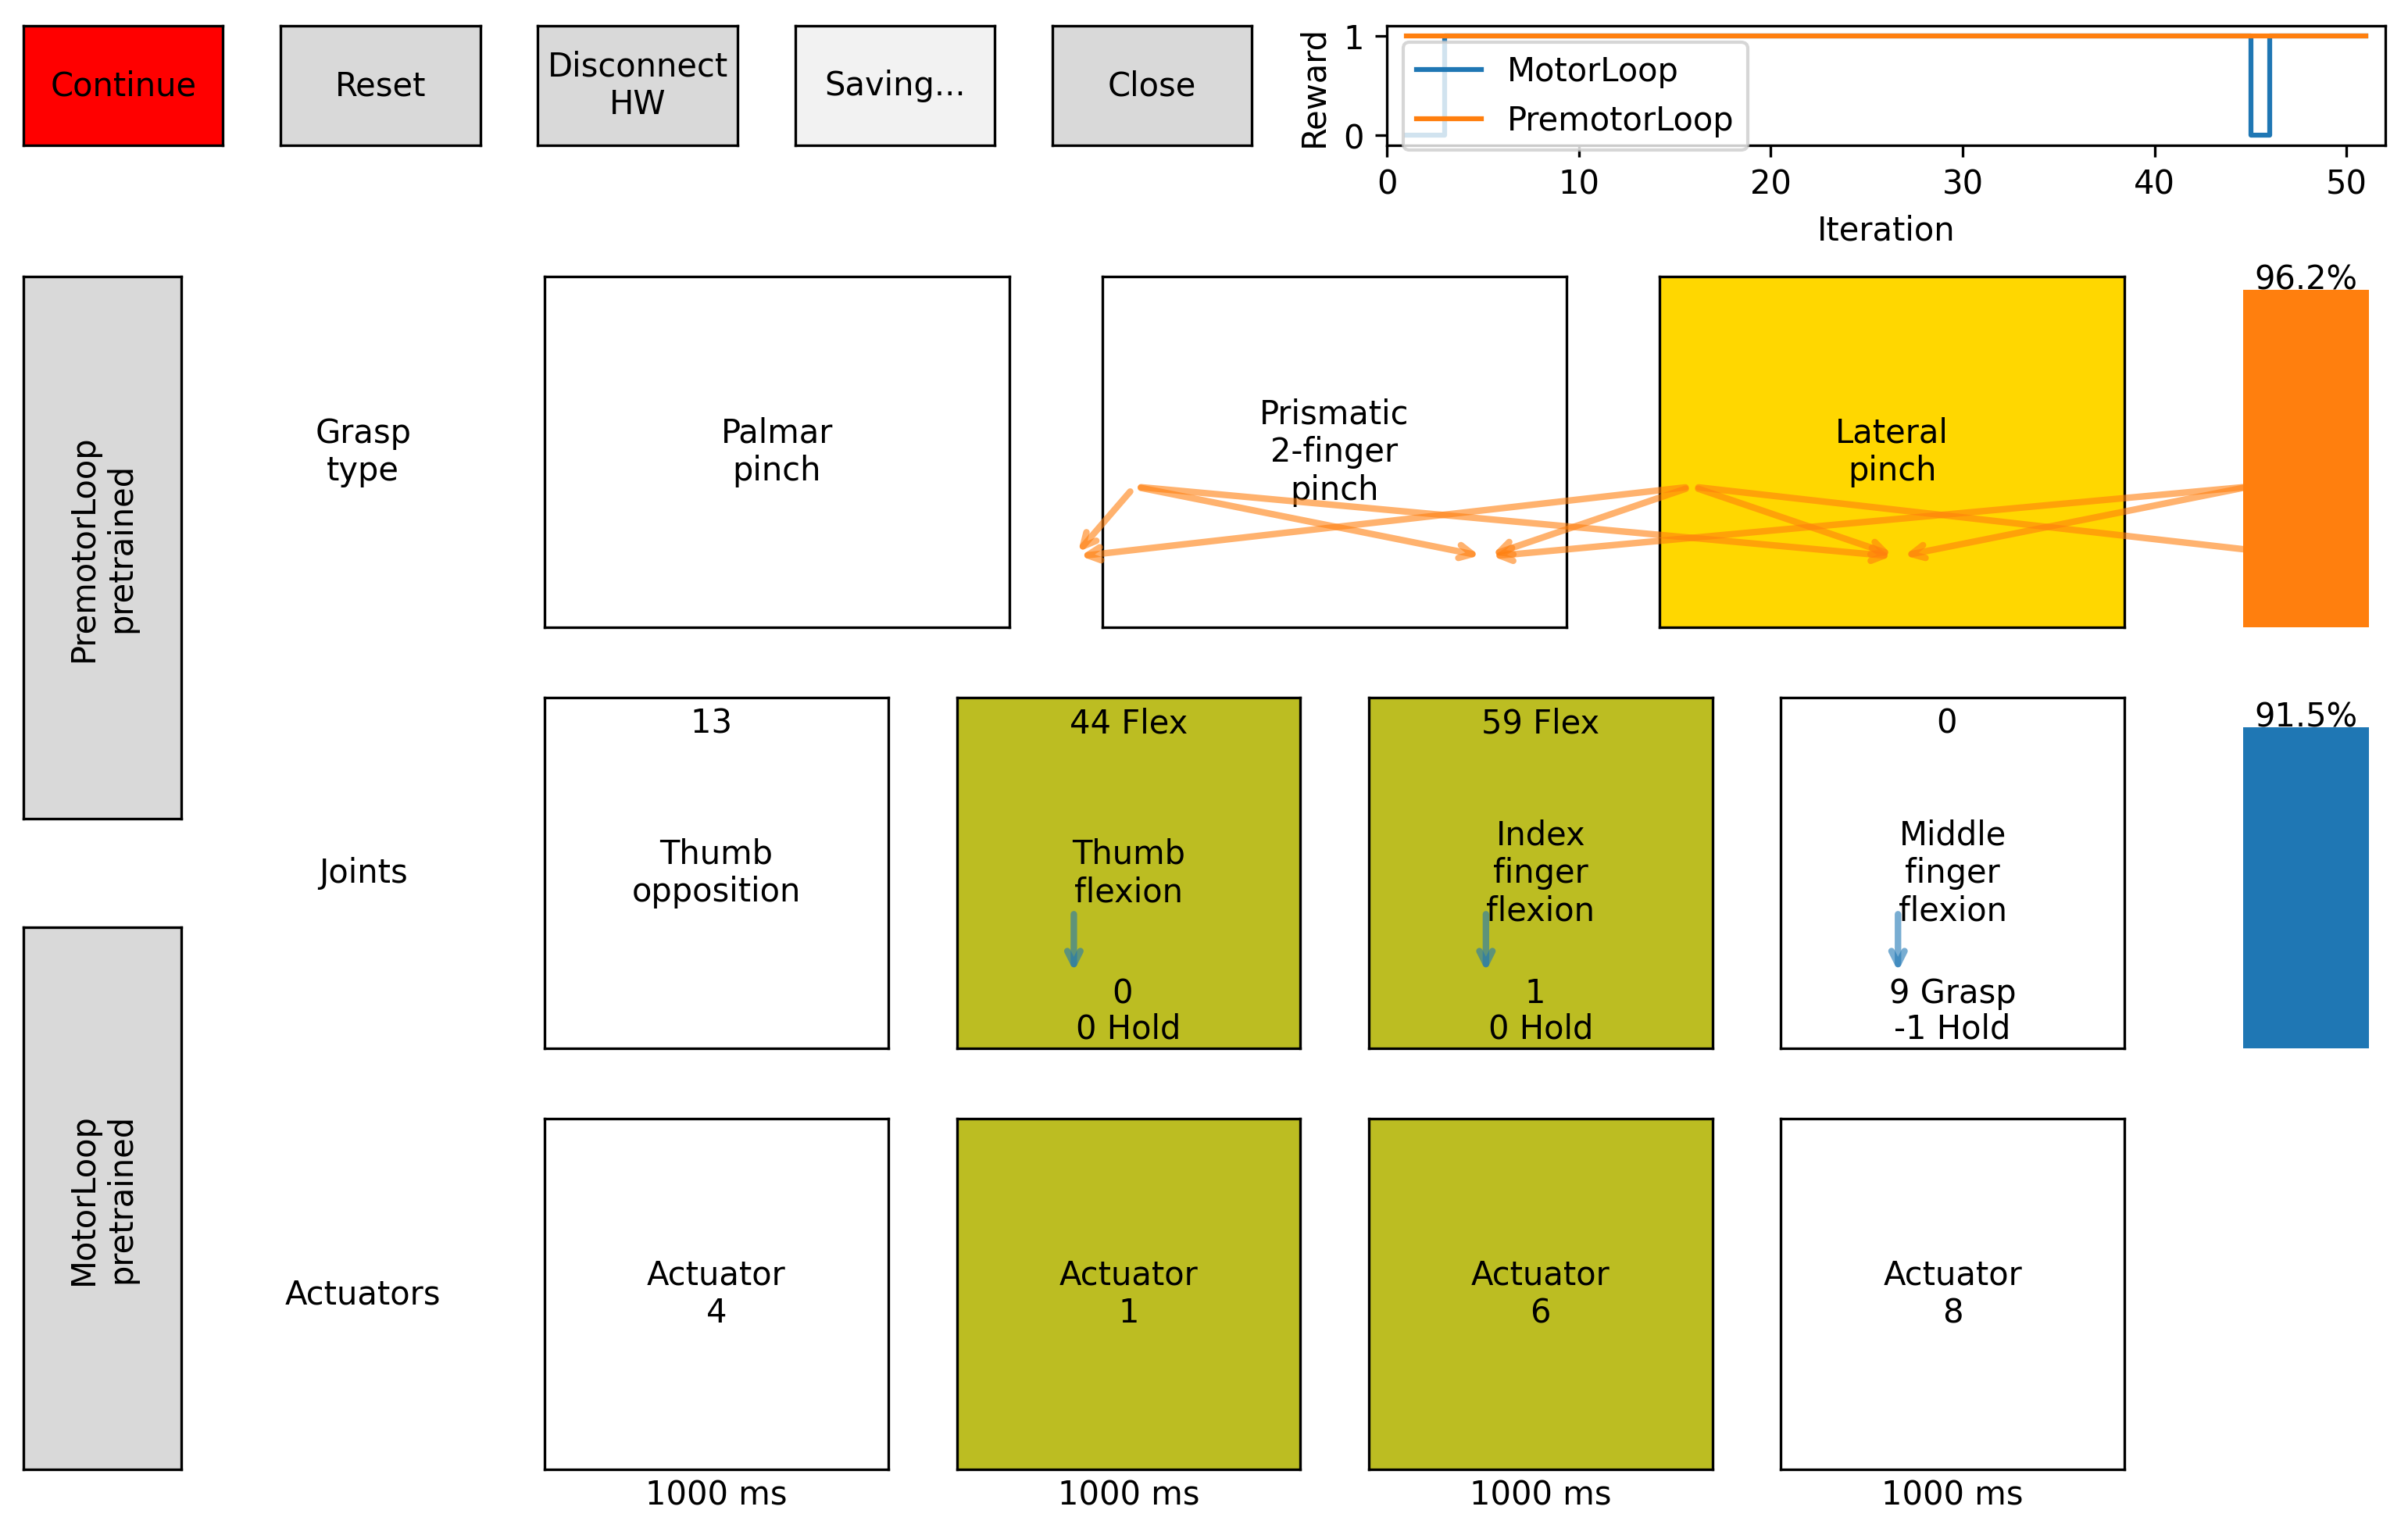 Continue
Reset
Disconnect
HW
Saving...
Close
Reward
1
0
MotorLoop
PremotorLoop
0 10 20 30 40 50
Iteration
PremotorLoop
pretrained
Grasp
type
Palmar
pinch
Prismatic
2-finger
pinch
Lateral
pinch
96.2%
Joints
13
Thumb
opposition
44 Flex
Thumb
flexion
0
0 Hold
59 Flex
Index
finger
flexion
1
0 Hold
0
Middle
finger
flexion
9 Grasp
-1 Hold
91.5%
MotorLoop
pretrained
Actuators
Actuator
4
Actuator
1
Actuator
6
Actuator
8
1000 ms
1000 ms
1000 ms
1000 ms